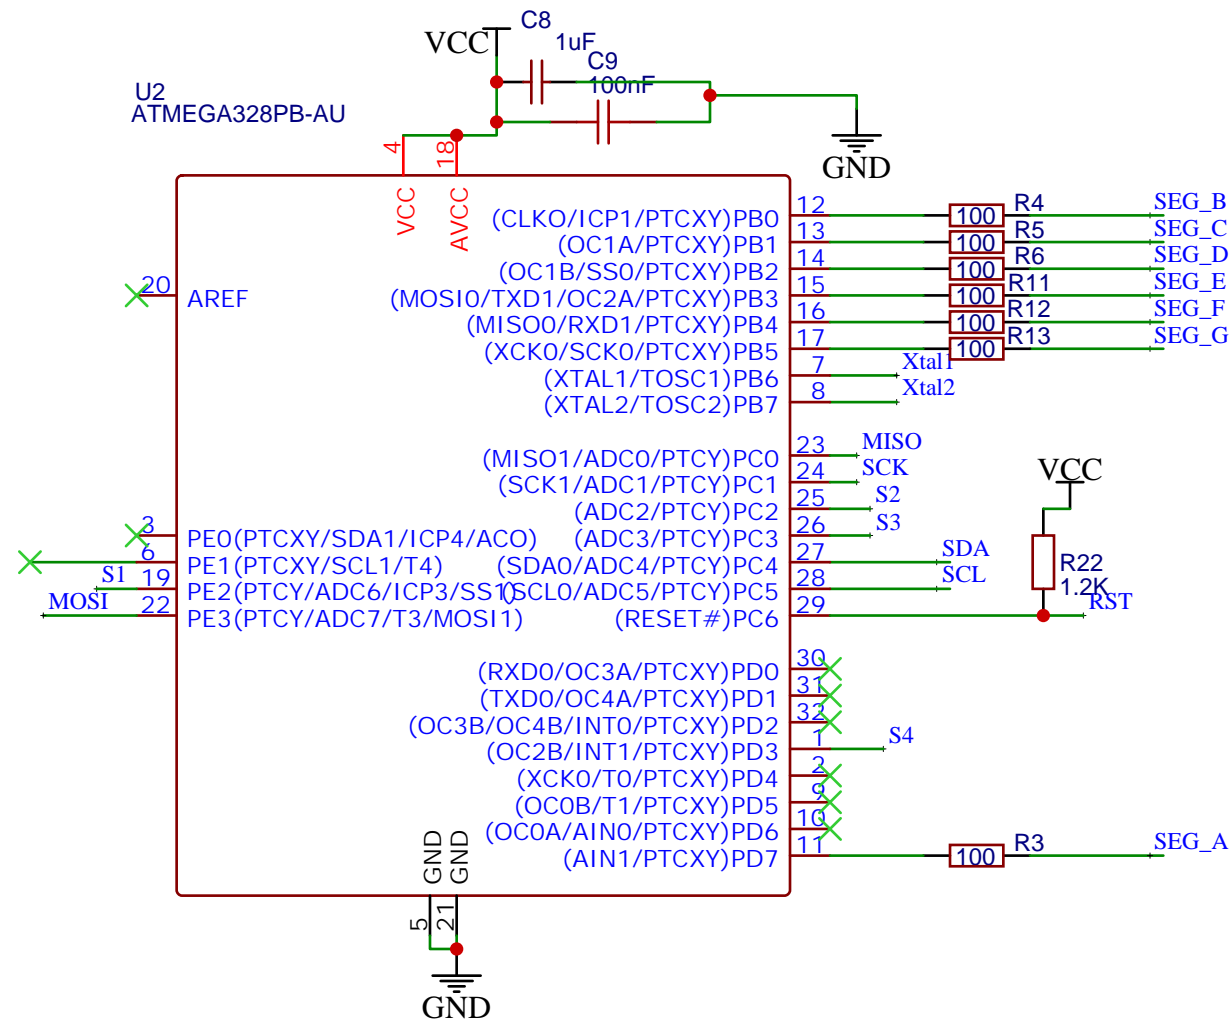 C8
VCC
1uF
C9
100nF
U2
ATMEGA328PB-AU
GND
4
18
VCC
AVCC
(CLKO/ICP1/PTCXY)PB0 12 100 R4 SEG_B
(OC1A/PTCXY)PB1 13 100 R5 SEG_C
(OC1B/SS0/PTCXY)PB2 14 100 R6 SEG_D
20 AREF
(MOSI0/TXD1/OC2A/PTCXY)PB3 15 100 R11 SEG_E
(MISO0/RXD1/PTCXY)PB4 16 100 R12 SEG_F
(XCK0/SCK0/PTCXY)PB5 17 100 R13 SEG_G
(XTAL1/TOSC1)PB6 7 Xtal1
(XTAL2/TOSC2)PB7 8 Xtal2
(MISO1/ADC0/PTCY)PC0 23 MISO
(SCK1/ADC1/PTCY)PC1 24 SCK
VCC
(ADC2/PTCY)PC2 25 S2
3 PE0(PTCXY/SDA1/ICP4/ACO) (ADC3/PTCY)PC3 26 S3
6 PE1(PTCXY/SCL1/T4) (SDA0/ADC4/PTCY)PC4 27 SDA
R22
1.2K
S1 19 PE2(PTCY/ADC6/ICP3/SS1) (SCL0/ADC5/PTCY)PC5 28 SCL
MOSI 22 PE3(PTCY/ADC7/T3/MOSI1) (RESET#)PC6 29 RST
(RXD0/OC3A/PTCXY)PD0 30
(TXD0/OC4A/PTCXY)PD1 31
(OC3B/OC4B/INT0/PTCXY)PD2 32
(OC2B/INT1/PTCXY)PD3 1 S4
(XCK0/T0/PTCXY)PD4 2
(OC0B/T1/PTCXY)PD5 9
(OC0A/AIN0/PTCXY)PD6 10
(AIN1/PTCXY)PD7 11 100 R3 SEG_A
GND
GND
5
21
GND